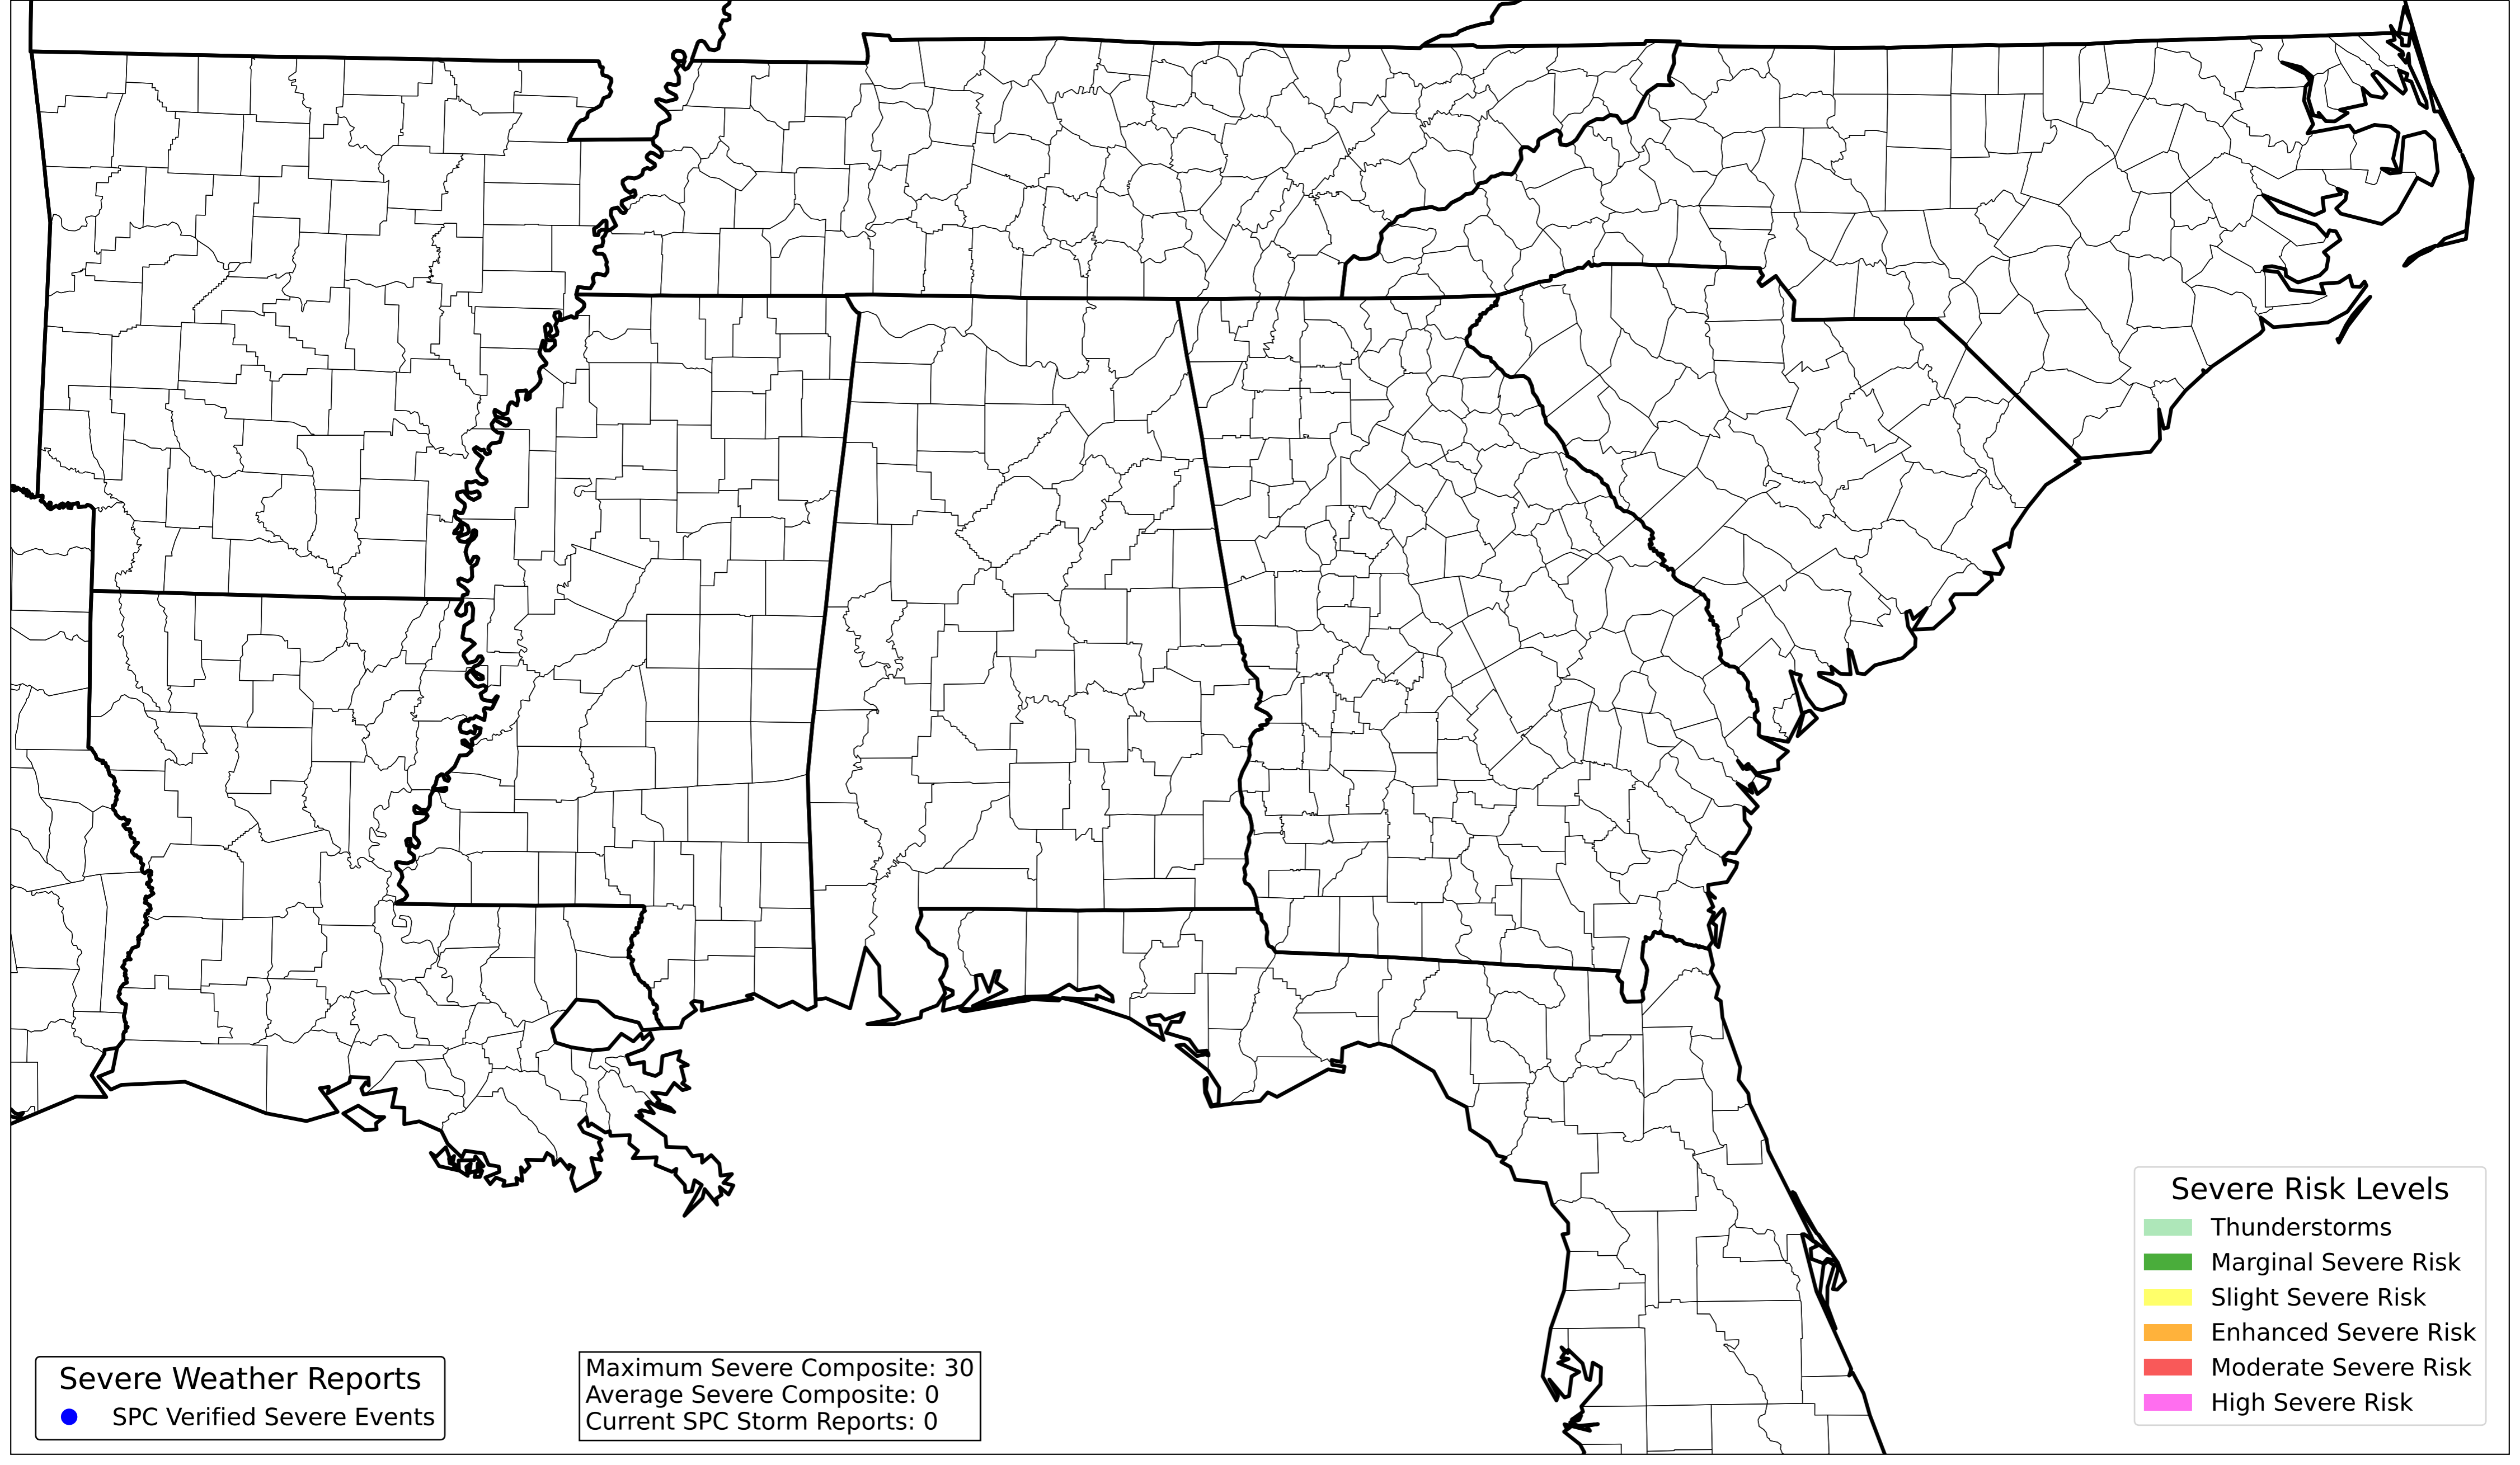 Severe Weather Reports
SPC Verified Severe Events
Maximum Severe Composite: 30
Average Severe Composite: 0
Current SPC Storm Reports: 0
Severe Risk Levels
Thunderstorms
Marginal Severe Risk
Slight Severe Risk
Enhanced Severe Risk
Moderate Severe Risk
High Severe Risk